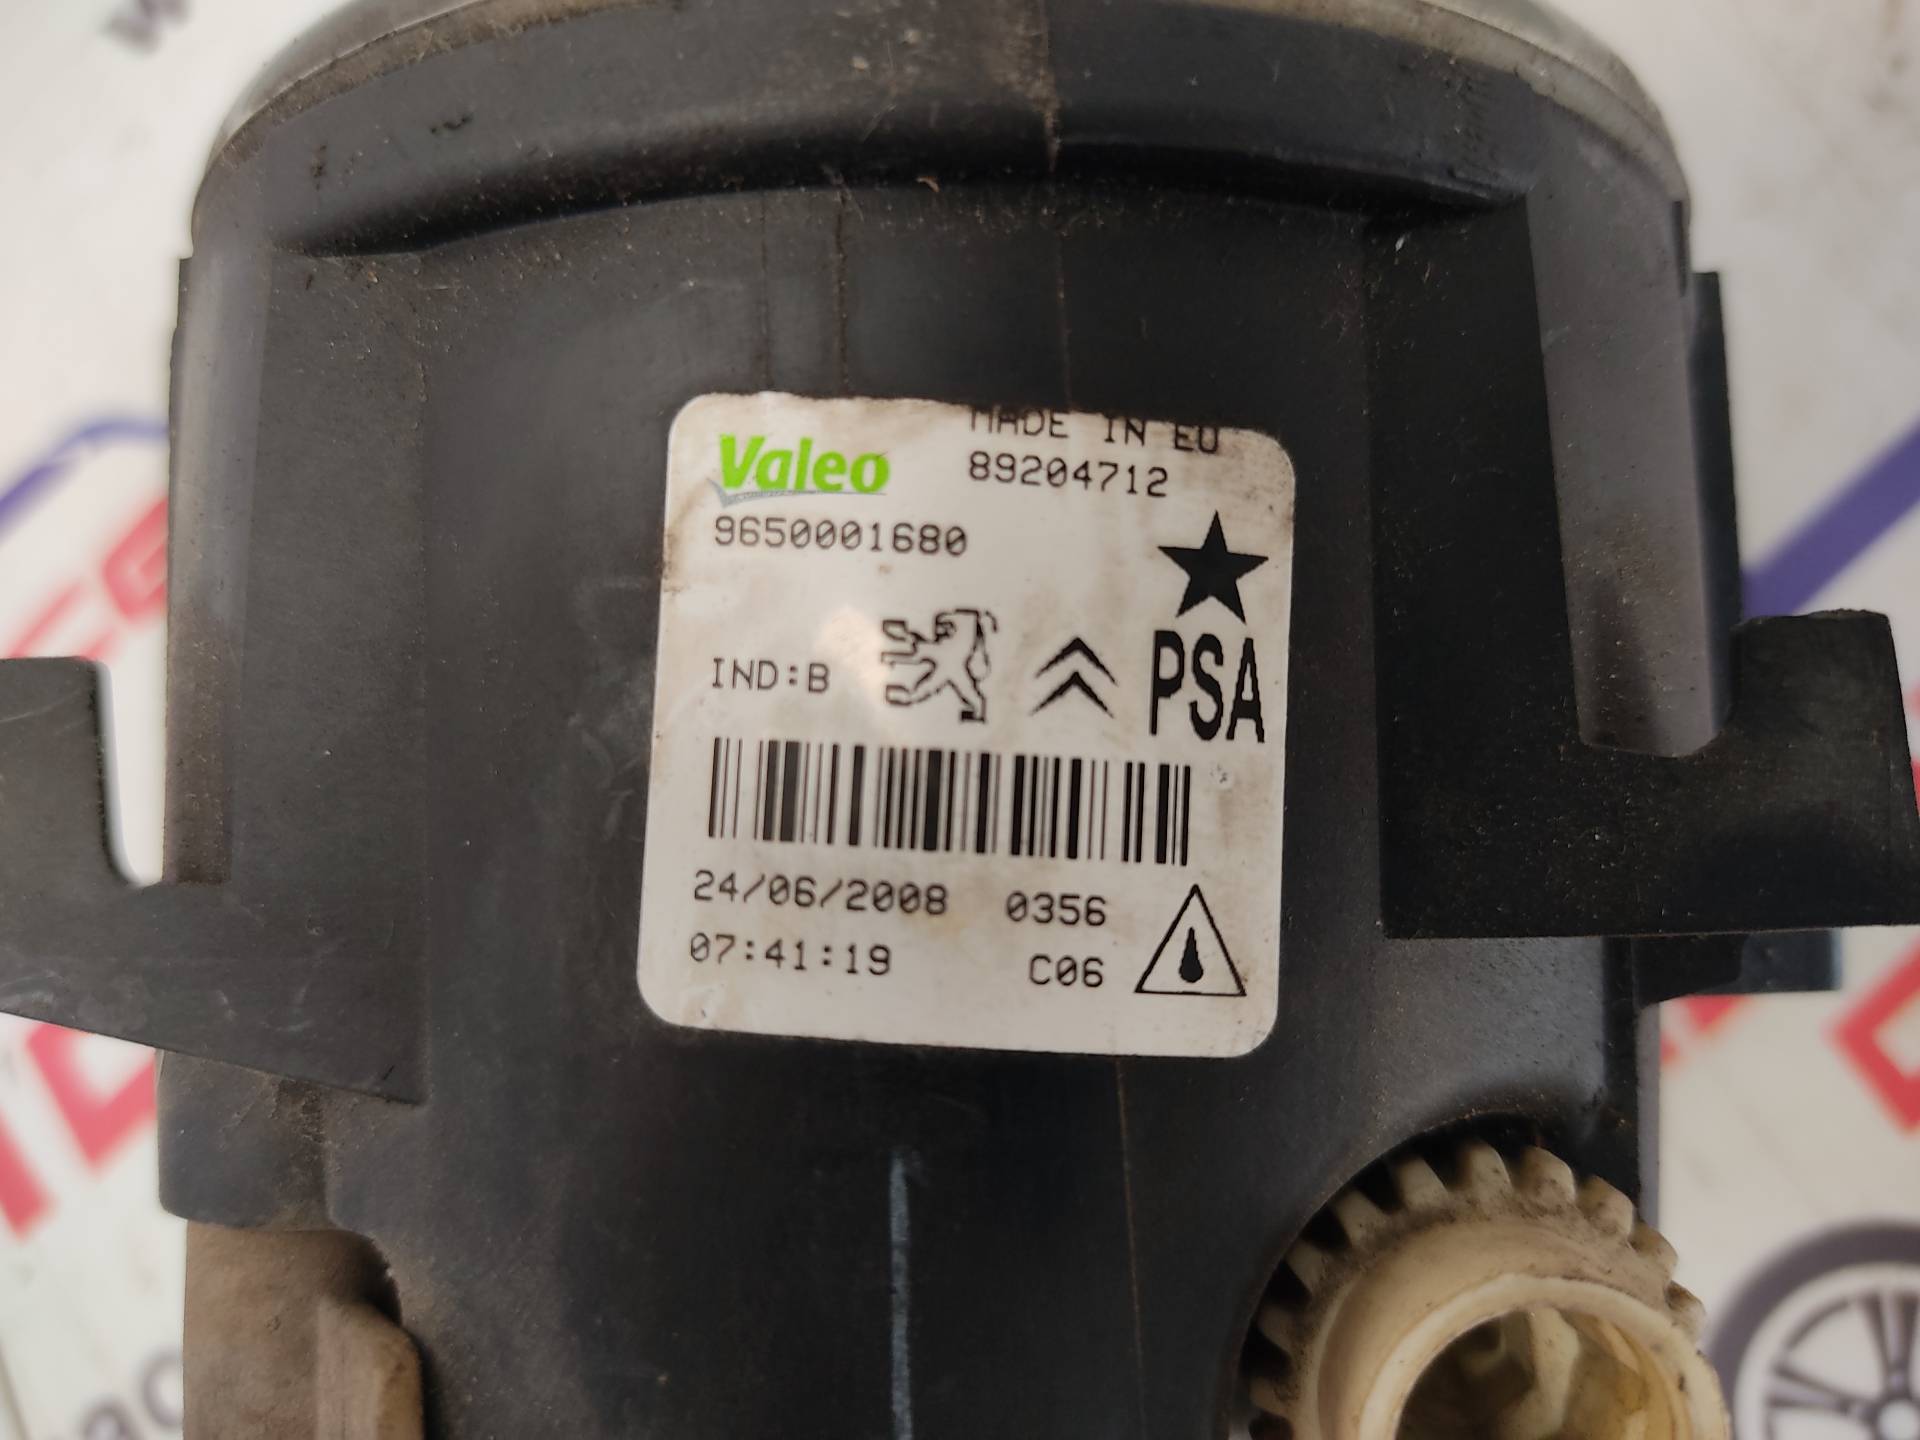 MADE IN EU
Valeo 89204712
9650001680
IND:B PSA
24/06/2008 0356
07:41:19 C06